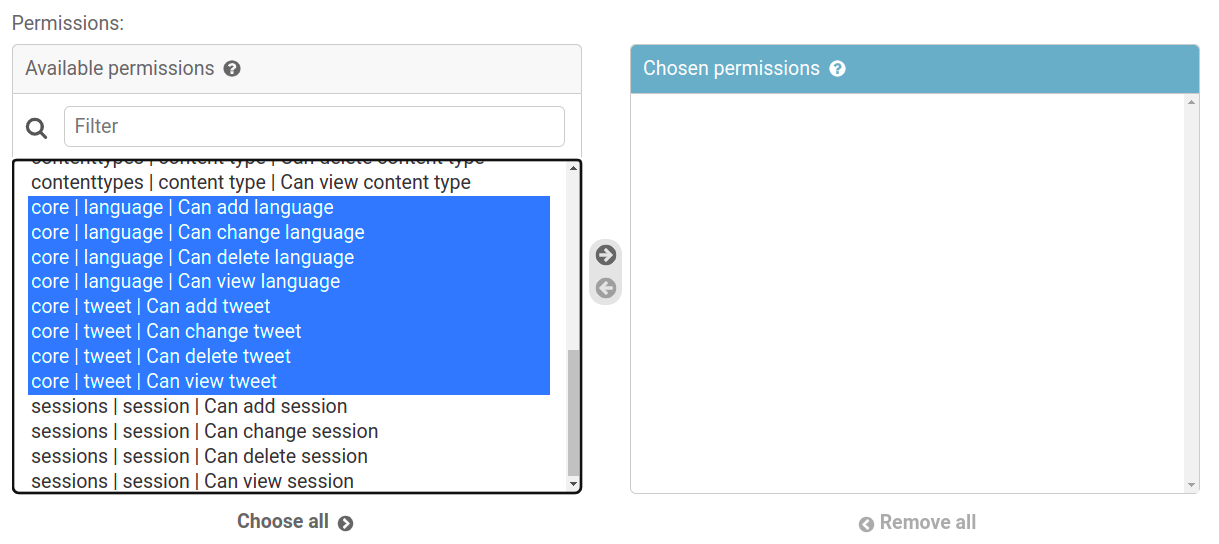 Permissions:
Available permissions
Filter
contenttypes | content type | Can delete content type
contenttypes | content type | Can view content type
core | language | Can add language
core | language | Can change language
core | language | Can delete language
core | language | Can view language
core | tweet | Can add tweet
core | tweet | Can change tweet
core | tweet | Can delete tweet
core | tweet | Can view tweet
sessions | session | Can add session
sessions | session | Can change session
sessions | session | Can delete session
sessions | session | Can view session
Choose all
Chosen permissions
Remove all